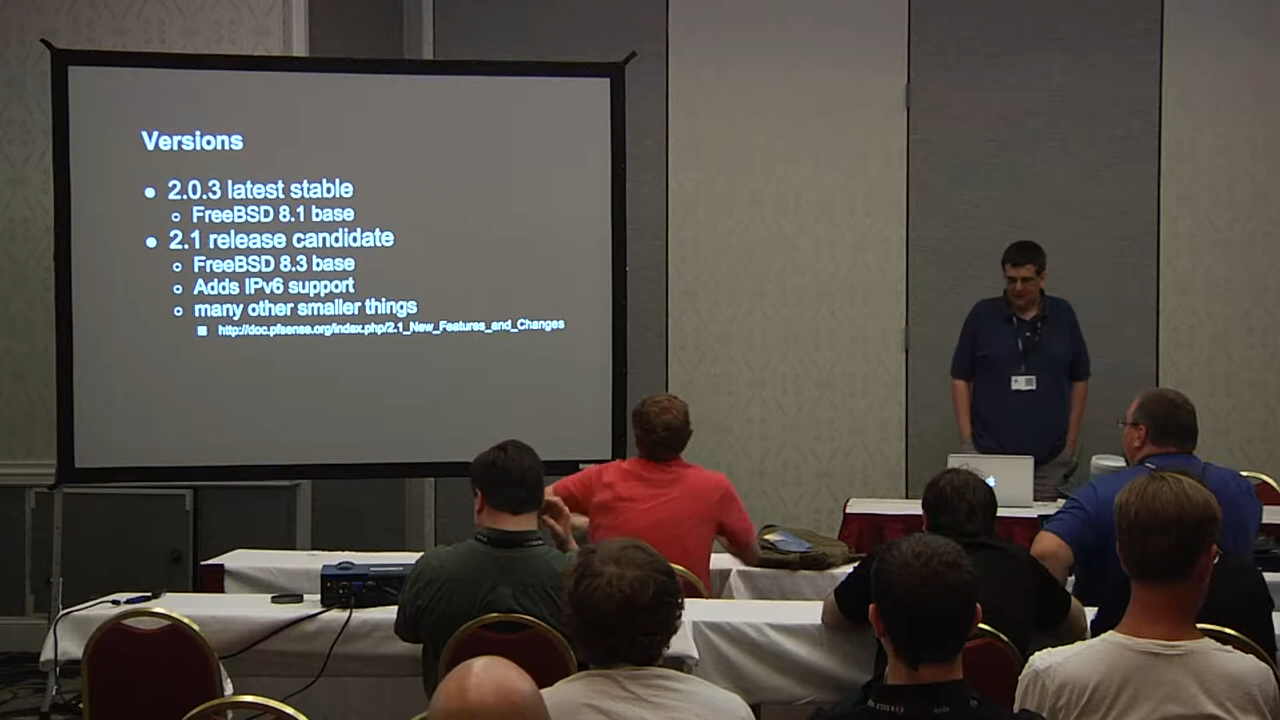 Versions
2.0.3 latest stable
FreeBSD 8.1 base
2.1 release candidate
FreeBSD 8.3 base
Adds IPv6 support
many other smaller things
http://doc.pfsense.org/index.php/2.1_New_Features_and_Changes